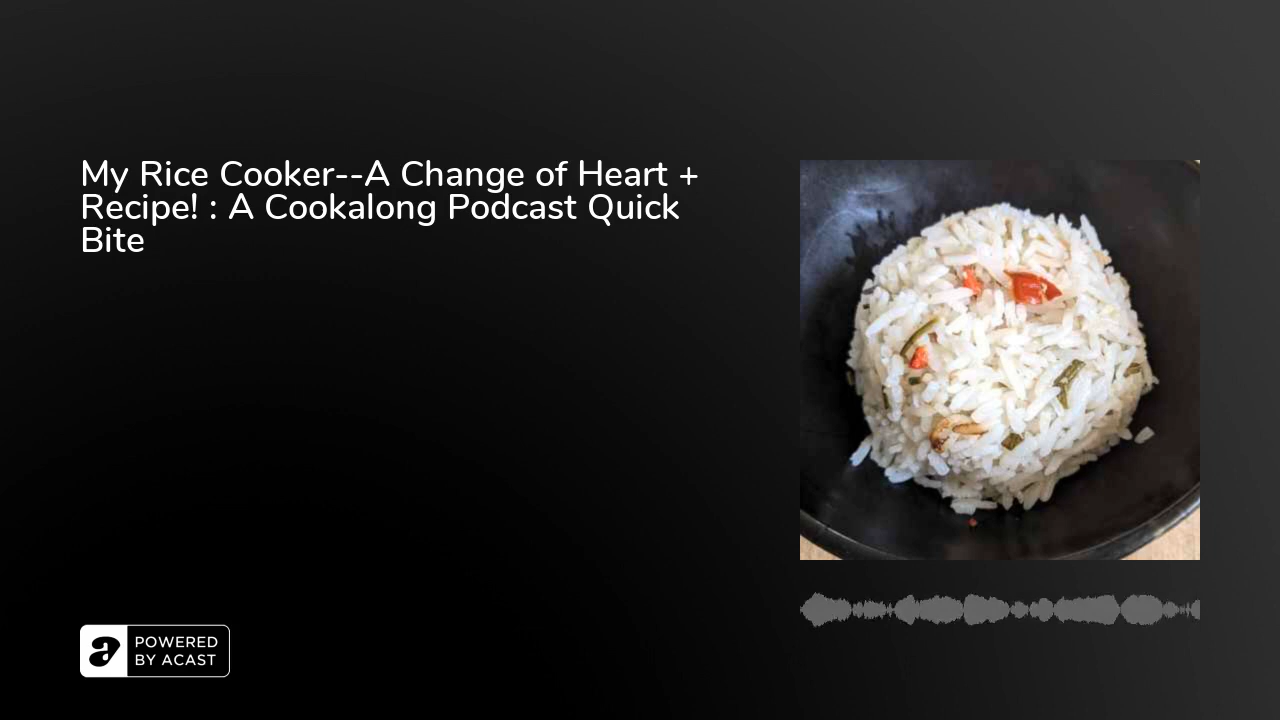 My Rice Cooker--A Change of Heart +
Recipe! : A Cookalong Podcast Quick
Bite
POWERED
BY ACAST